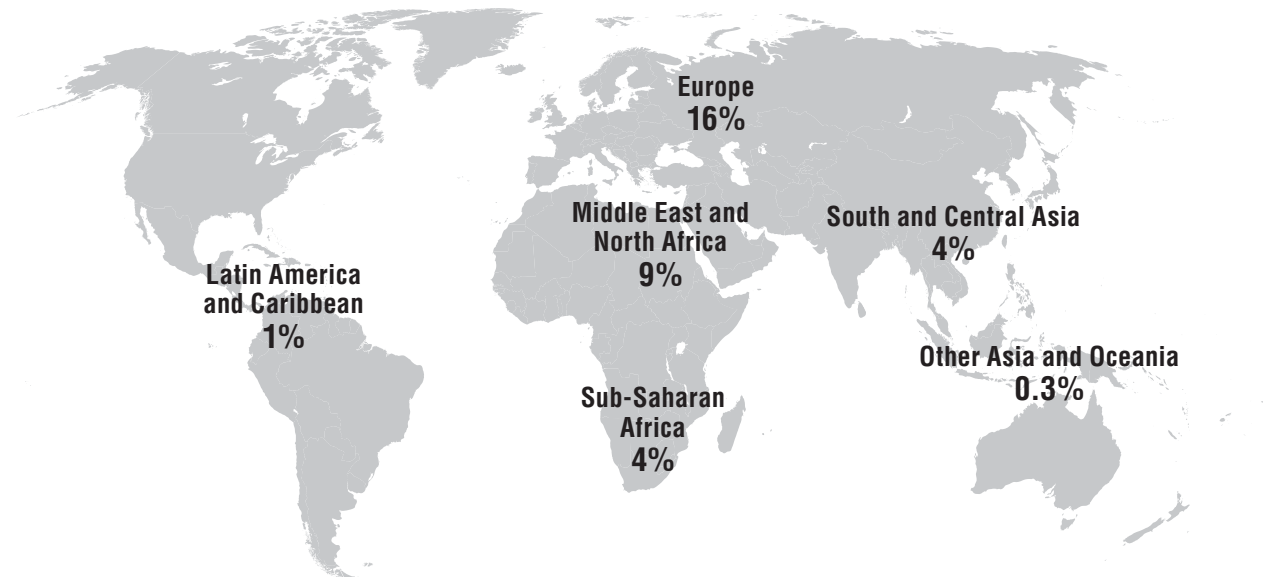 Europe
16%
Middle East and
North Africa
9%
South and Central Asia
4%
Latin America
and Caribbean
1%
Other Asia and Oceania
0.3%
Sub-Saharan
Africa
4%